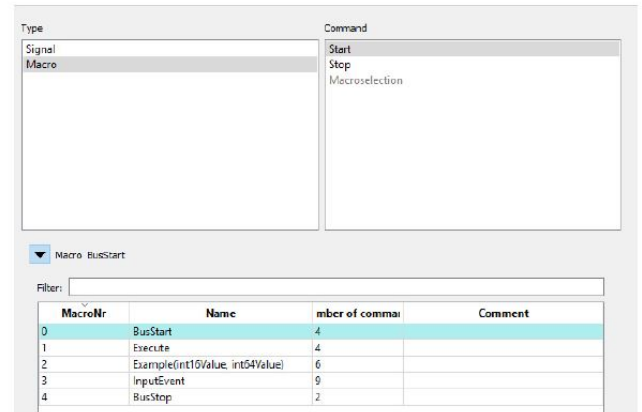 Type Command
Signal Start
Macro Stop
Macroselection
Macro BusStart
Filter:
MacroNr Name mber of commar Comment
0 BusStart 4
1 Execute 4
2 Example(int16Value, int64Value) 6
3 InputEvent 9
4 BusStop 2